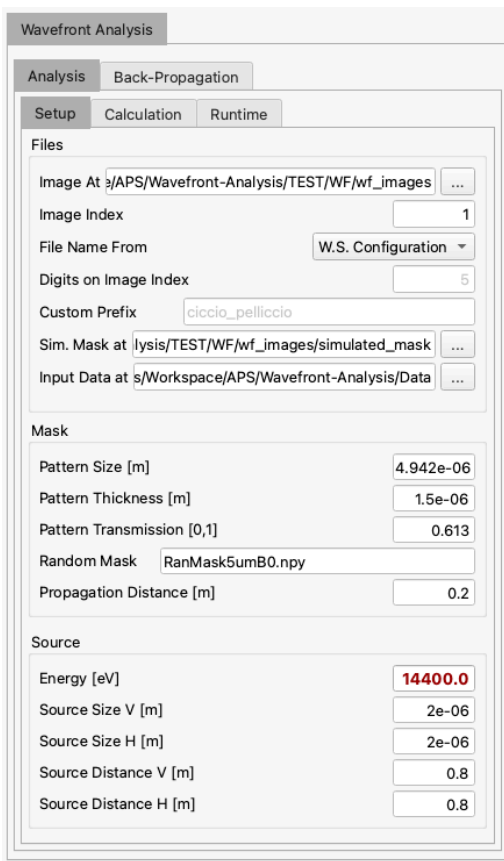 Wavefront Analysis
Analysis Back-Propagation
Setup Calculation Runtime
Files
Image At e/APS/Wavefront-Analysis/TEST/WF/wf_images ...
Image Index 1
File Name From W.S. Configuration
Digits on Image Index 5
Custom Prefix ciccio_pelliccio
Sim. Mask at lysis/TEST/WF/wf_images/simulated_mask ...
Input Data at s/Workspace/APS/Wavefront-Analysis/Data ...
Mask
Pattern Size [m] 4.942e-06
Pattern Thickness [m] 1.5e-06
Pattern Transmission [0,1] 0.613
Random Mask RanMask5umB0.npy
Propagation Distance [m] 0.2
Source
Energy [eV] 14400.0
Source Size V [m] 2e-06
Source Size H [m] 2e-06
Source Distance V [m] 0.8
Source Distance H [m] 0.8